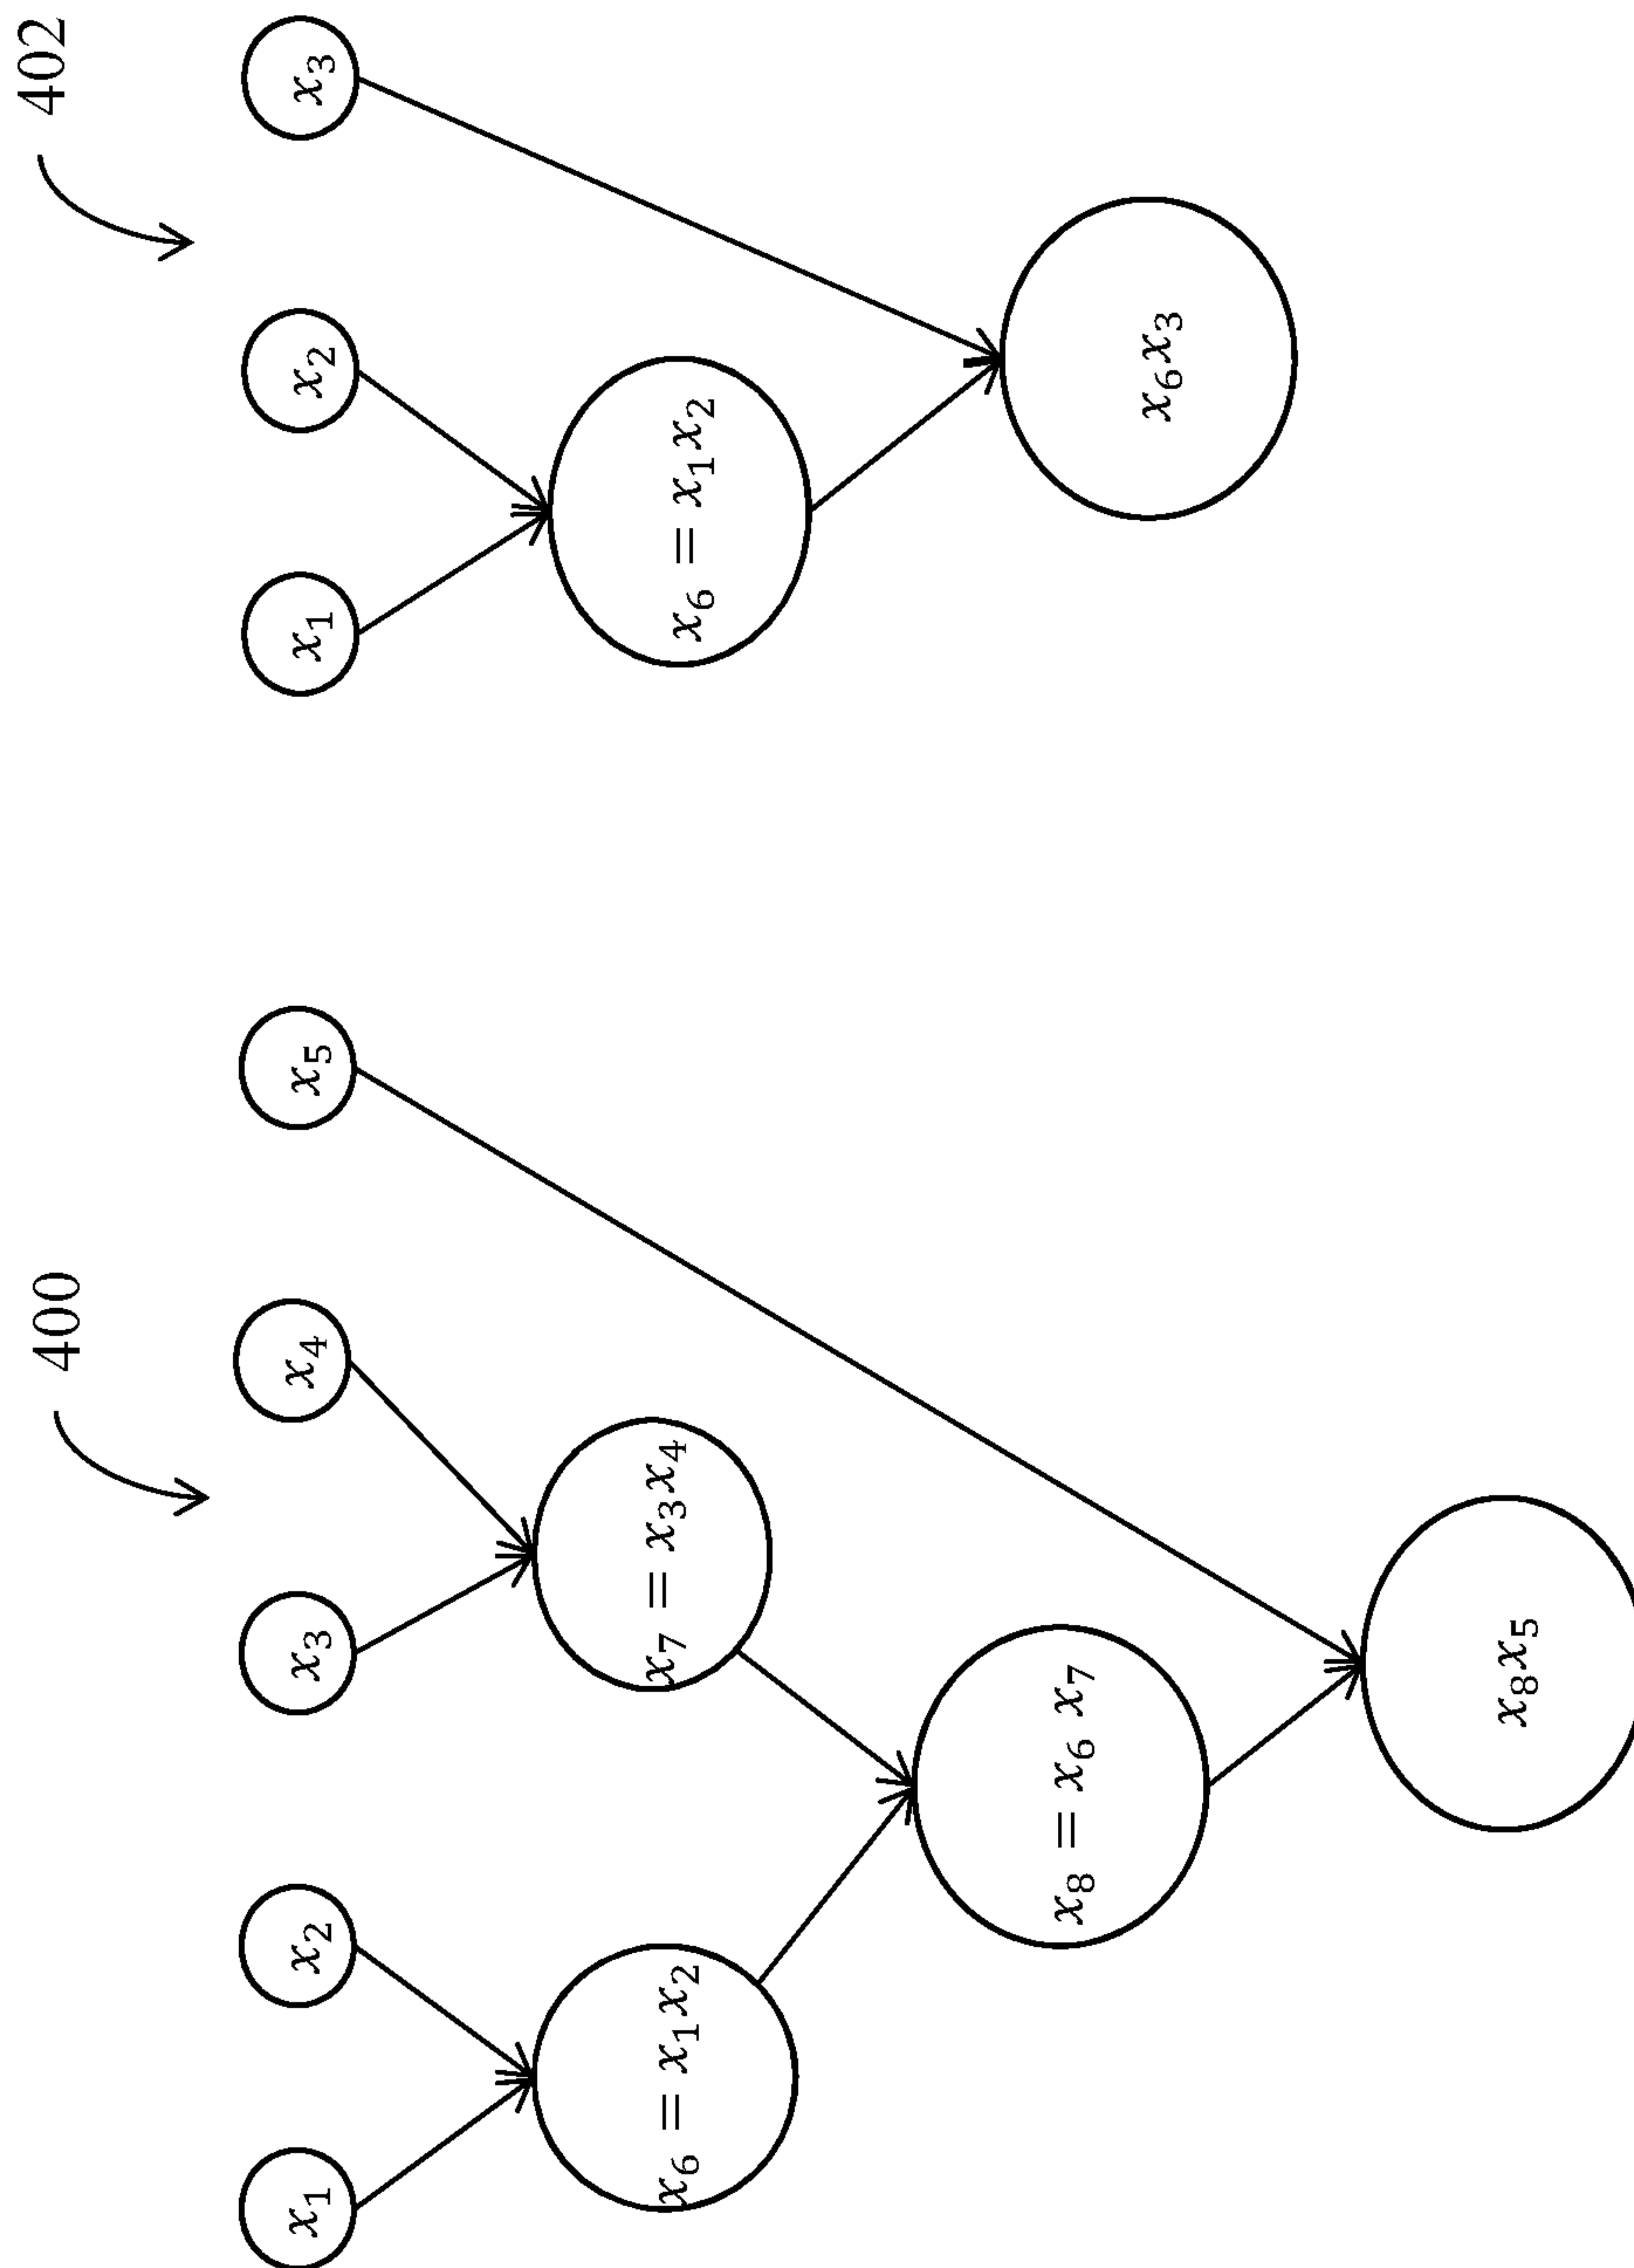 400
x₁
x₂
x₃
x₄
x₅
x₆ = x₁x₂
x₇ = x₃x₄
x₈ = x₆ x₇
x₈x₅
402
x₁
x₂
x₃
x₆ = x₁x₂
x₆x₃